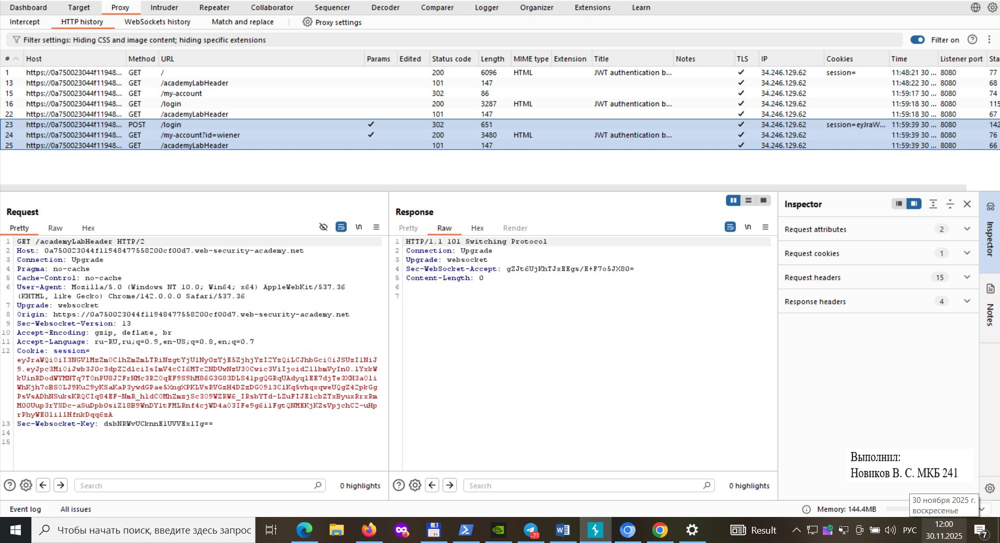 Dashboard Target Proxy Intruder Repeater Collaborator Sequencer Decoder Comparer Logger Organizer Extensions Learn
Intercept HTTP history WebSockets history Match and replace Proxy settings
Filter settings: Hiding CSS and image content; hiding specific extensions Filter on
# Host Method URL Params Edited Status code Length MIME type Extension Title Notes TLS IP Cookies Time Listener port Sta
1 https://0a750023044f11948... GET / 200 6096 HTML JWT authentication b... ✓ 34.246.129.62 session= 11:48:21 30 ... 8080 77
13 https://0a750023044f11948... GET /academyLabHeader 101 147 ✓ 34.246.129.62 11:48:22 30 ... 8080 68
15 https://0a750023044f11948... GET /my-account 302 86 ✓ 34.246.129.62 11:59:17 30 ... 8080 74
16 https://0a750023044f11948... GET /login 200 3287 HTML JWT authentication b... ✓ 34.246.129.62 11:59:18 30 ... 8080 115
22 https://0a750023044f11948... GET /academyLabHeader 101 147 ✓ 34.246.129.62 11:59:18 30 ... 8080 67
23 https://0a750023044f11948... POST /login ✓ 302 651 ✓ 34.246.129.62 session=eyJraW... 11:59:39 30 ... 8080 142
24 https://0a750023044f11948... GET /my-account?id=wiener ✓ 200 3480 HTML JWT authentication b... ✓ 34.246.129.62 11:59:39 30 ... 8080 76
25 https://0a750023044f11948... GET /academyLabHeader 101 147 ✓ 34.246.129.62 11:59:39 30 ... 8080 66
Request
Pretty Raw Hex \n
1 GET /academyLabHeader HTTP/2
2 Host: 0a750023044f11948477558200cf00d7.web-security-academy.net
3 Connection: Upgrade
4 Pragma: no-cache
5 Cache-Control: no-cache
6 User-Agent: Mozilla/5.0 (Windows NT 10.0; Win64; x64) AppleWebKit/537.36
(KHTML, like Gecko) Chrome/142.0.0.0 Safari/537.36
7 Upgrade: websocket
8 Origin: https://0a750023044f11948477558200cf00d7.web-security-academy.net
9 Sec-Websocket-Version: 13
10 Accept-Encoding: gzip, deflate, br
11 Accept-Language: ru-RU,ru;q=0.9,en-US;q=0.8,en;q=0.7
12 Cookie: session=
13 Sec-Websocket-Key:
14
15
Search 0 highlights
Response
Pretty Raw Hex Render \n
1 HTTP/1.1 101 Switching Protocol
2 Connection: Upgrade
3 Upgrade: websocket
4 Sec-WebSocket-Accept:
5 Content-Length: 0
6
7
Search 0 highlights
Inspector
Request attributes 2
Request cookies 1
Request headers 15
Response headers 4
Inspector
Notes
Выполнил:
Новиков В. С. МКБ 241
Event log All issues Memory: 144.4MB
30 ноября 2025 г.
воскресенье
Чтобы начать поиск, введите здесь запрос 64 71 Result РУС 12:00
30.11.2025 7